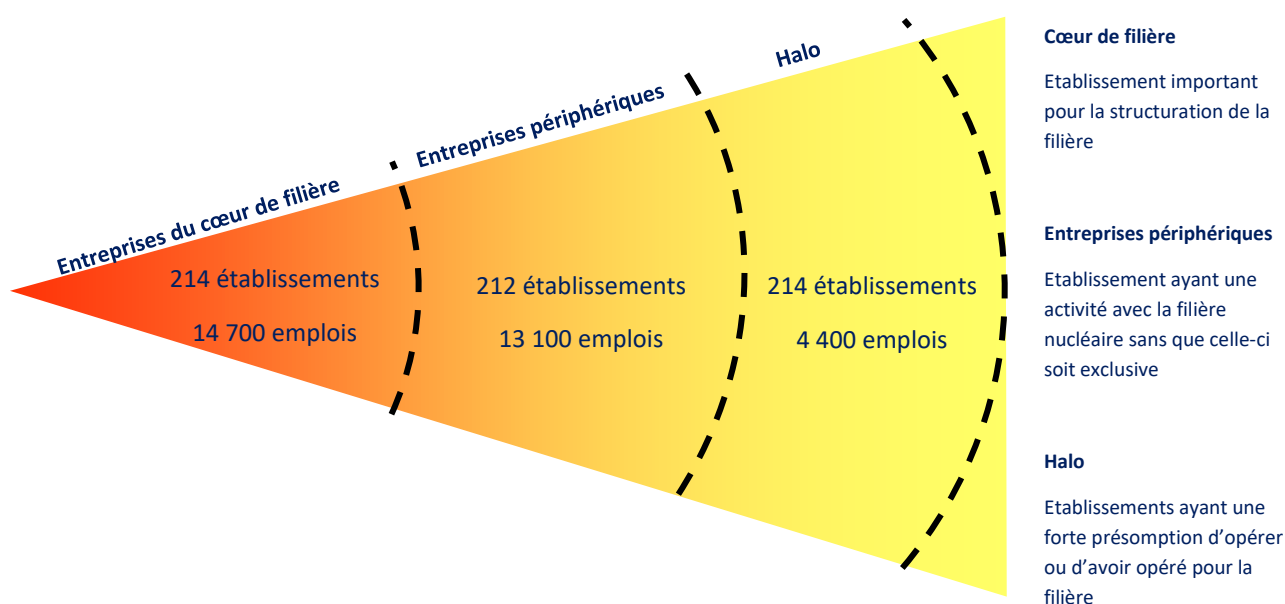 Entreprises du cœur de filière
214 établissements
14 700 emplois
Entreprises périphériques
212 établissements
13 100 emplois
Halo
214 établissements
4 400 emplois
Cœur de filière
Etablissement important
pour la structuration de la
filière
Entreprises périphériques
Etablissement ayant une
activité avec la filière
nucléaire sans que celle-ci
soit exclusive
Halo
Etablissements ayant une
forte présomption d’opérer
ou d’avoir opéré pour la
filière